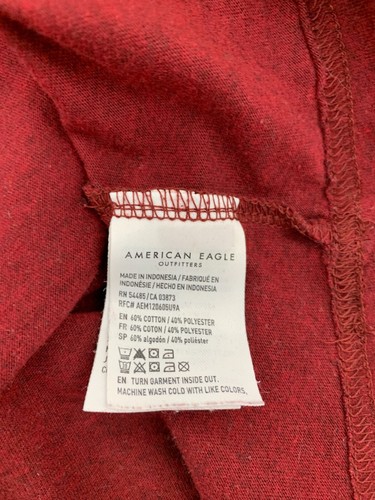 AMERICAN EAGLE
OUTFITTERS
MADE IN INDONESIA / FABRIQUÉ EN
INDONÉSIE / HECHO EN INDONESIA
RN 54485/CA 03873
RFC# AEM120605U9A
EN 60% COTTON / 40% POLYESTER
FR 60% COTON / 40% POLYESTER
SP 60% algodón / 40% poliéster
EN TURN GARMENT INSIDE OUT.
MACHINE WASH COLD WITH LIKE COLORS,